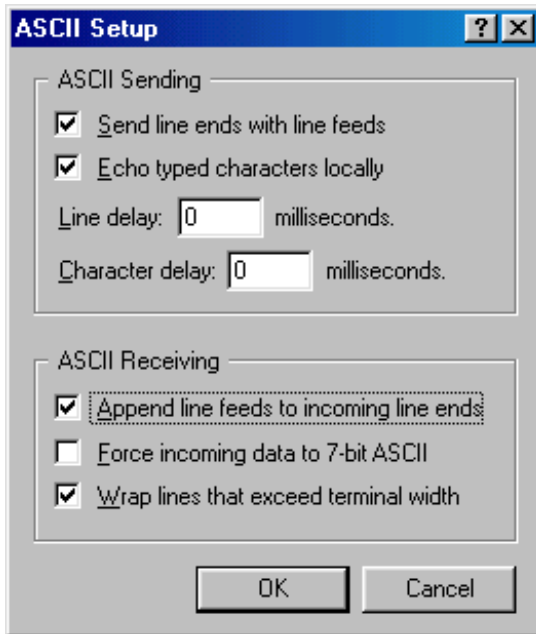 ASCII Setup
ASCII Sending
Send line ends with line feeds
Echo typed characters locally
Line delay: 0 milliseconds.
Character delay: 0 milliseconds.
ASCII Receiving
Append line feeds to incoming line ends
Force incoming data to 7-bit ASCII
Wrap lines that exceed terminal width
OK Cancel